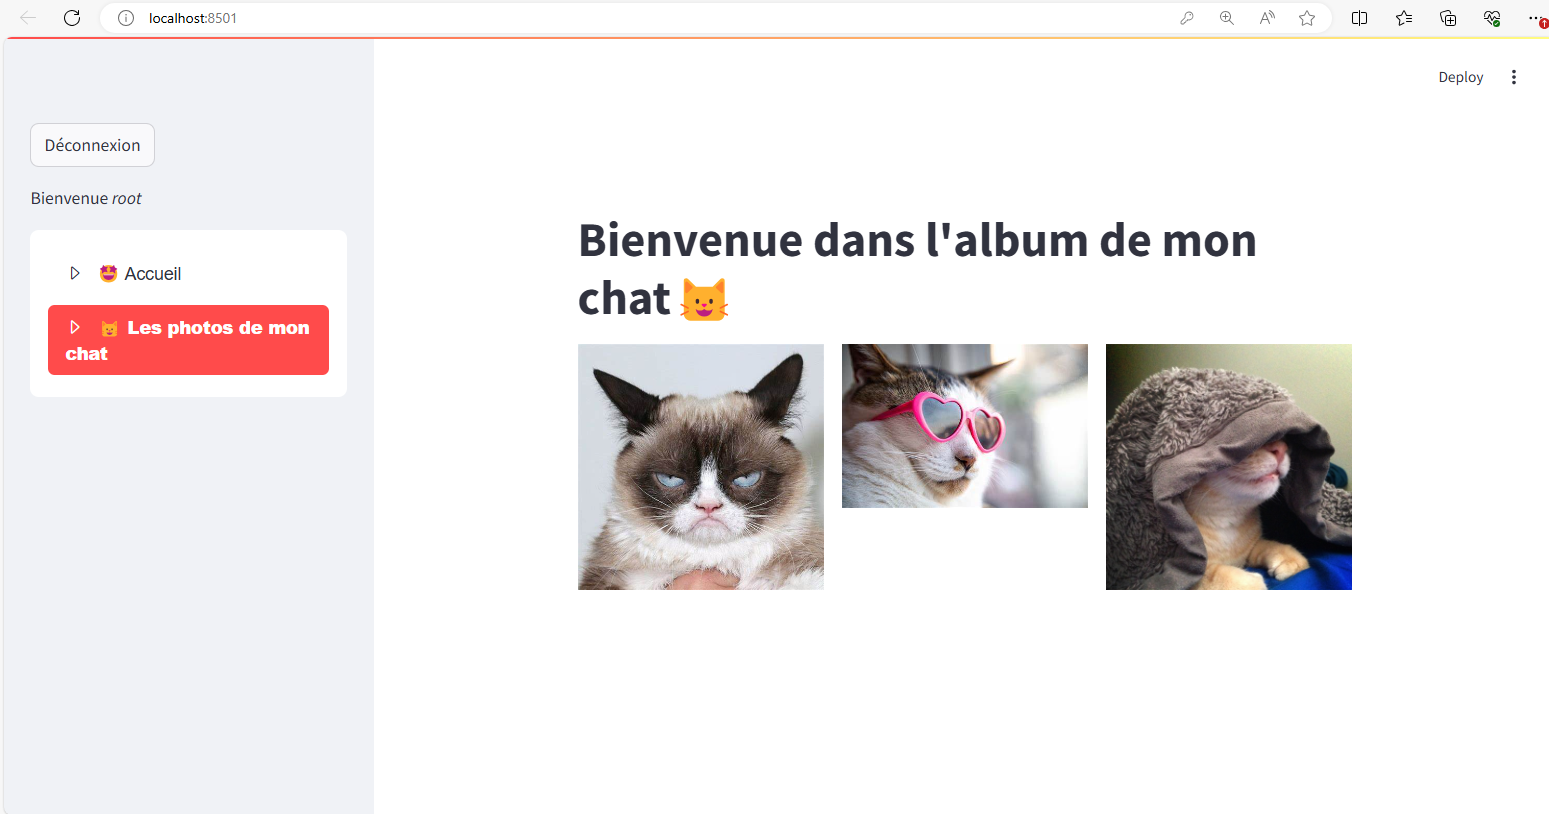 localhost:8501
Deploy
Déconnexion
Bienvenue root
🤩 Accueil
😺 Les photos de mon
chat
Bienvenue dans l'album de mon
chat 😺